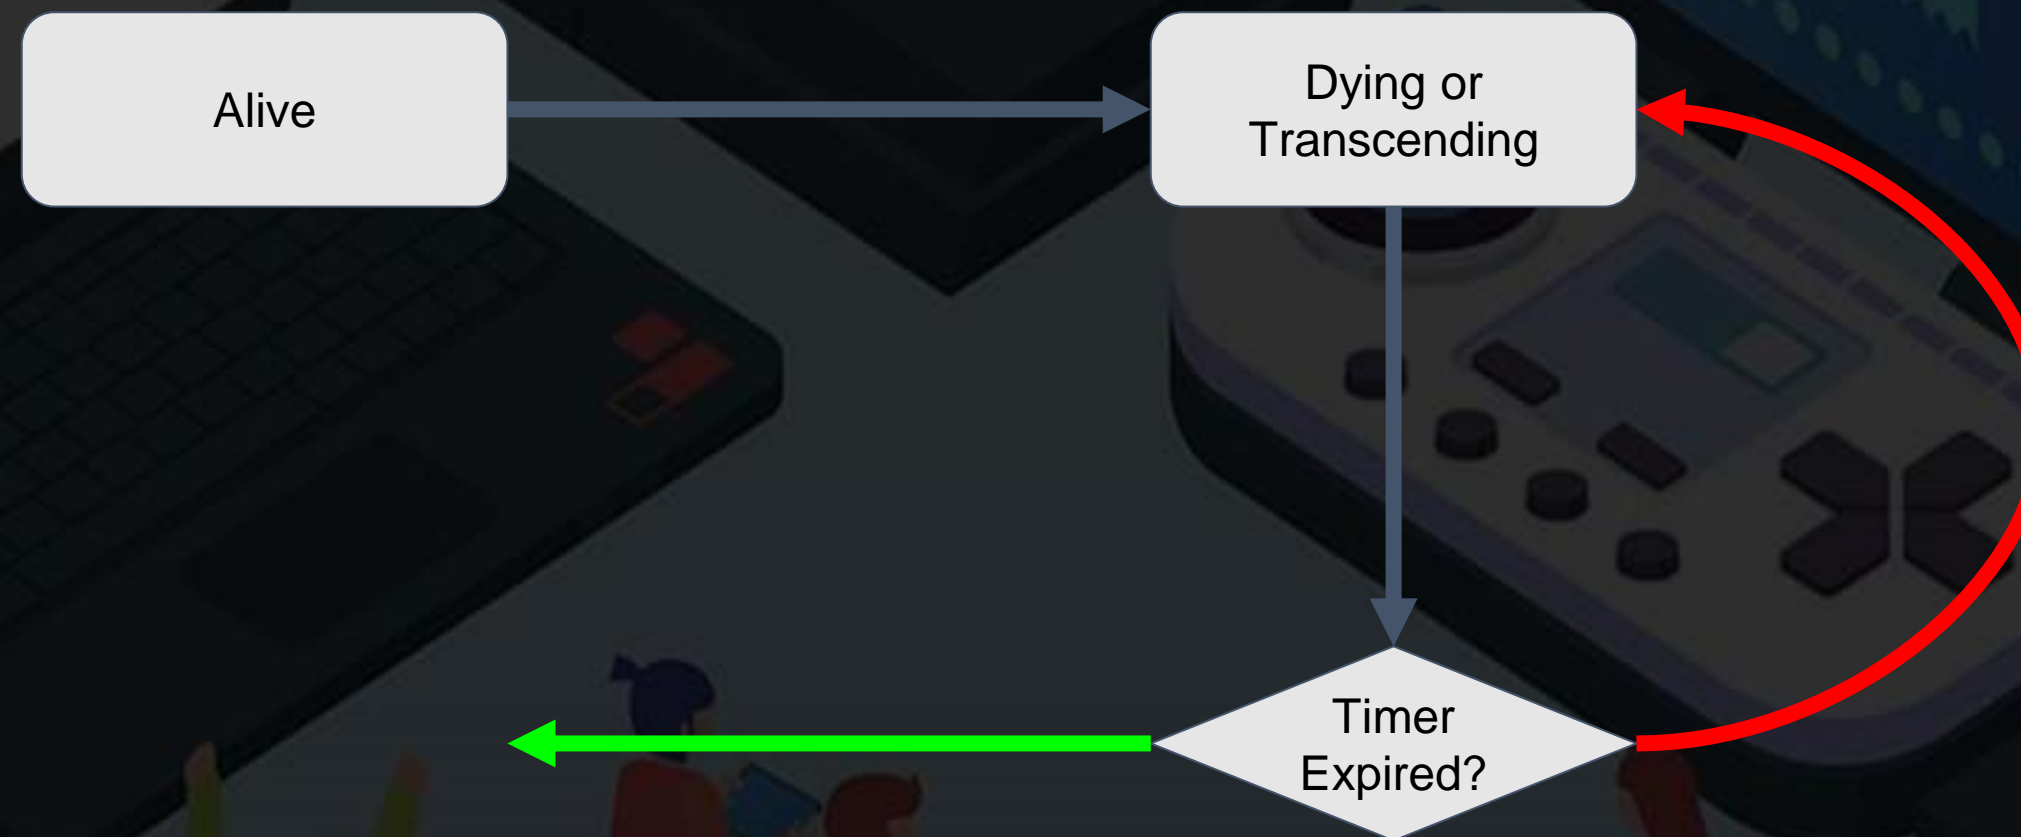 Alive
Dying or
Transcending
Timer
Expired?